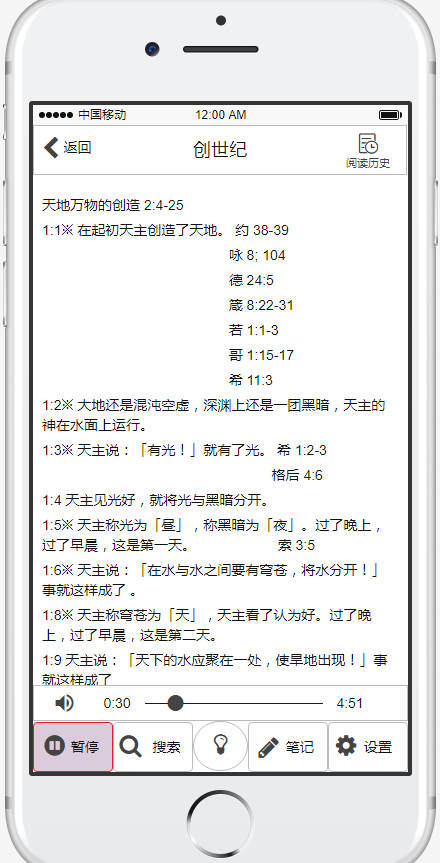 中国移动 12:00 AM
返回 创世纪 阅读历史
天地万物的创造 2:4-25
1:1※ 在起初天主创造了天地。 约 38-39
咏 8; 104
德 24:5
箴 8:22-31
若 1:1-3
哥 1:15-17
希 11:3
1:2※ 大地还是混沌空虚，深渊上还是一团黑暗，天主的
神在水面上运行。
1:3※ 天主说：「有光！」就有了光。 希 1:2-3
格后 4:6
1:4 天主见光好，就将光与黑暗分开。
1:5※ 天主称光为「昼」，称黑暗为「夜」。过了晚上，
过了早晨，这是第一天。 索 3:5
1:6※ 天主说：「在水与水之间要有穹苍，将水分开！」
事就这样成了 。
1:8※ 天主称穹苍为「天」，天主看了认为好。过了晚
上，过了早晨，这是第二天。
1:9 天主说：「天下的水应聚在一处，使旱地出现！」事
就这样成了
0:30 4:51
暂停 搜索 笔记 设置